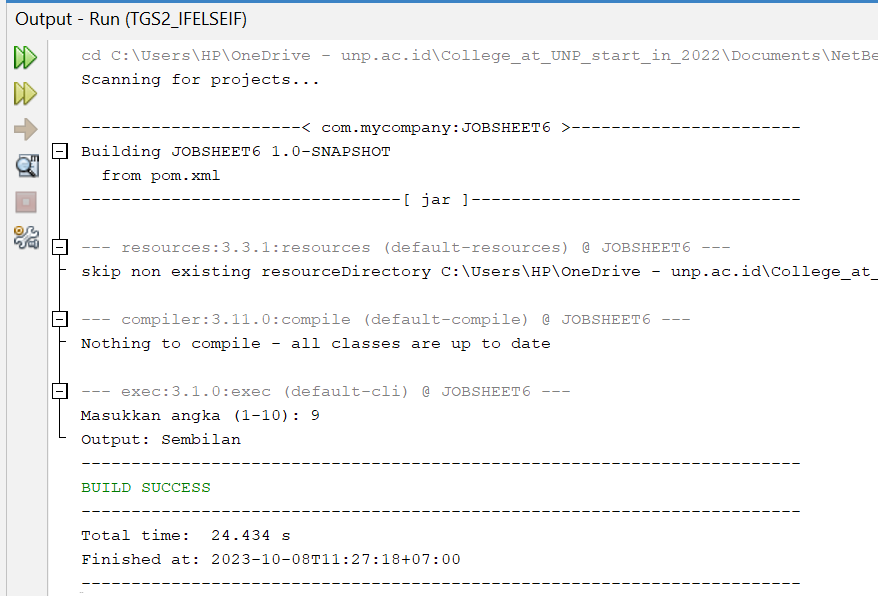 Output - Run (TGS2_IFELSEIF)
cd C:\Users\HP\OneDrive - unp.ac.id\College_at_UNP_start_in_2022\Documents\NetBe
Scanning for projects...
----------------------< com.mycompany:JOBSHEET6 >-----------------------
Building JOBSHEET6 1.0-SNAPSHOT
  from pom.xml
--------------------------------[ jar ]---------------------------------
--- resources:3.3.1:resources (default-resources) @ JOBSHEET6 ---
skip non existing resourceDirectory C:\Users\HP\OneDrive - unp.ac.id\College_at_
--- compiler:3.11.0:compile (default-compile) @ JOBSHEET6 ---
Nothing to compile - all classes are up to date
--- exec:3.1.0:exec (default-cli) @ JOBSHEET6 ---
Masukkan angka (1-10): 9
Output: Sembilan
------------------------------------------------------------------------
BUILD SUCCESS
------------------------------------------------------------------------
Total time:  24.434 s
Finished at: 2023-10-08T11:27:18+07:00
------------------------------------------------------------------------